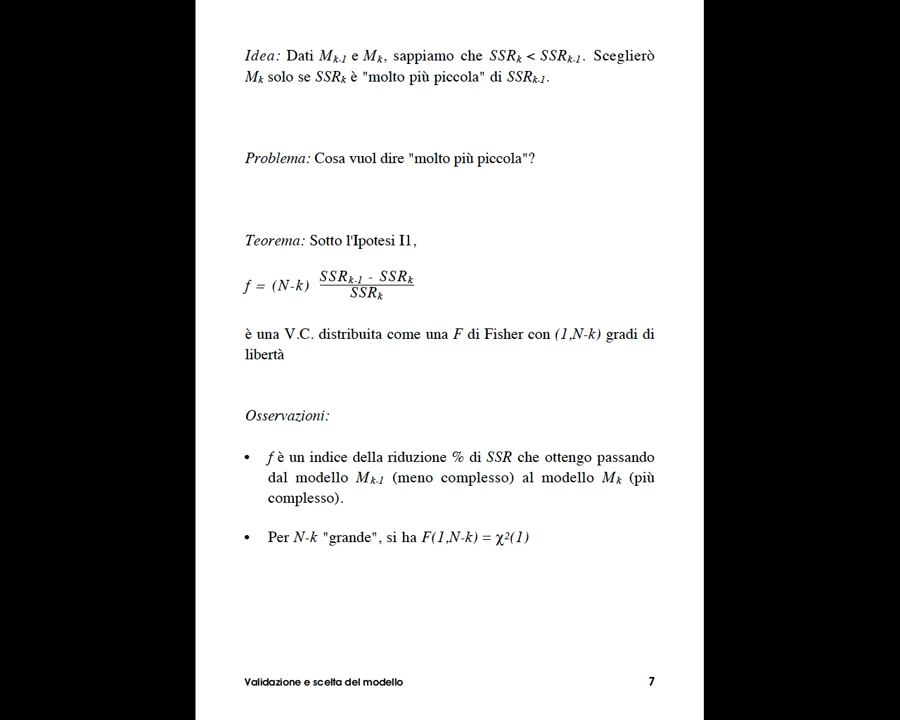 Idea: Dati Mk-1 e Mk, sappiamo che SSRk < SSRk-1. Sceglierò
Mk solo se SSRk è "molto più piccola" di SSRk-1.
Problema: Cosa vuol dire "molto più piccola"?
Teorema: Sotto l'Ipotesi I1,
f = (N-k) SSRk-1 - SSRk
SSRk
è una V.C. distribuita come una F di Fisher con (1,N-k) gradi di
libertà
Osservazioni:
• f è un indice della riduzione % di SSR che ottengo passando
dal modello Mk-1 (meno complesso) al modello Mk (più
complesso).
• Per N-k "grande", si ha F(1,N-k) = χ²(1)
Validazione e scelta del modello 7